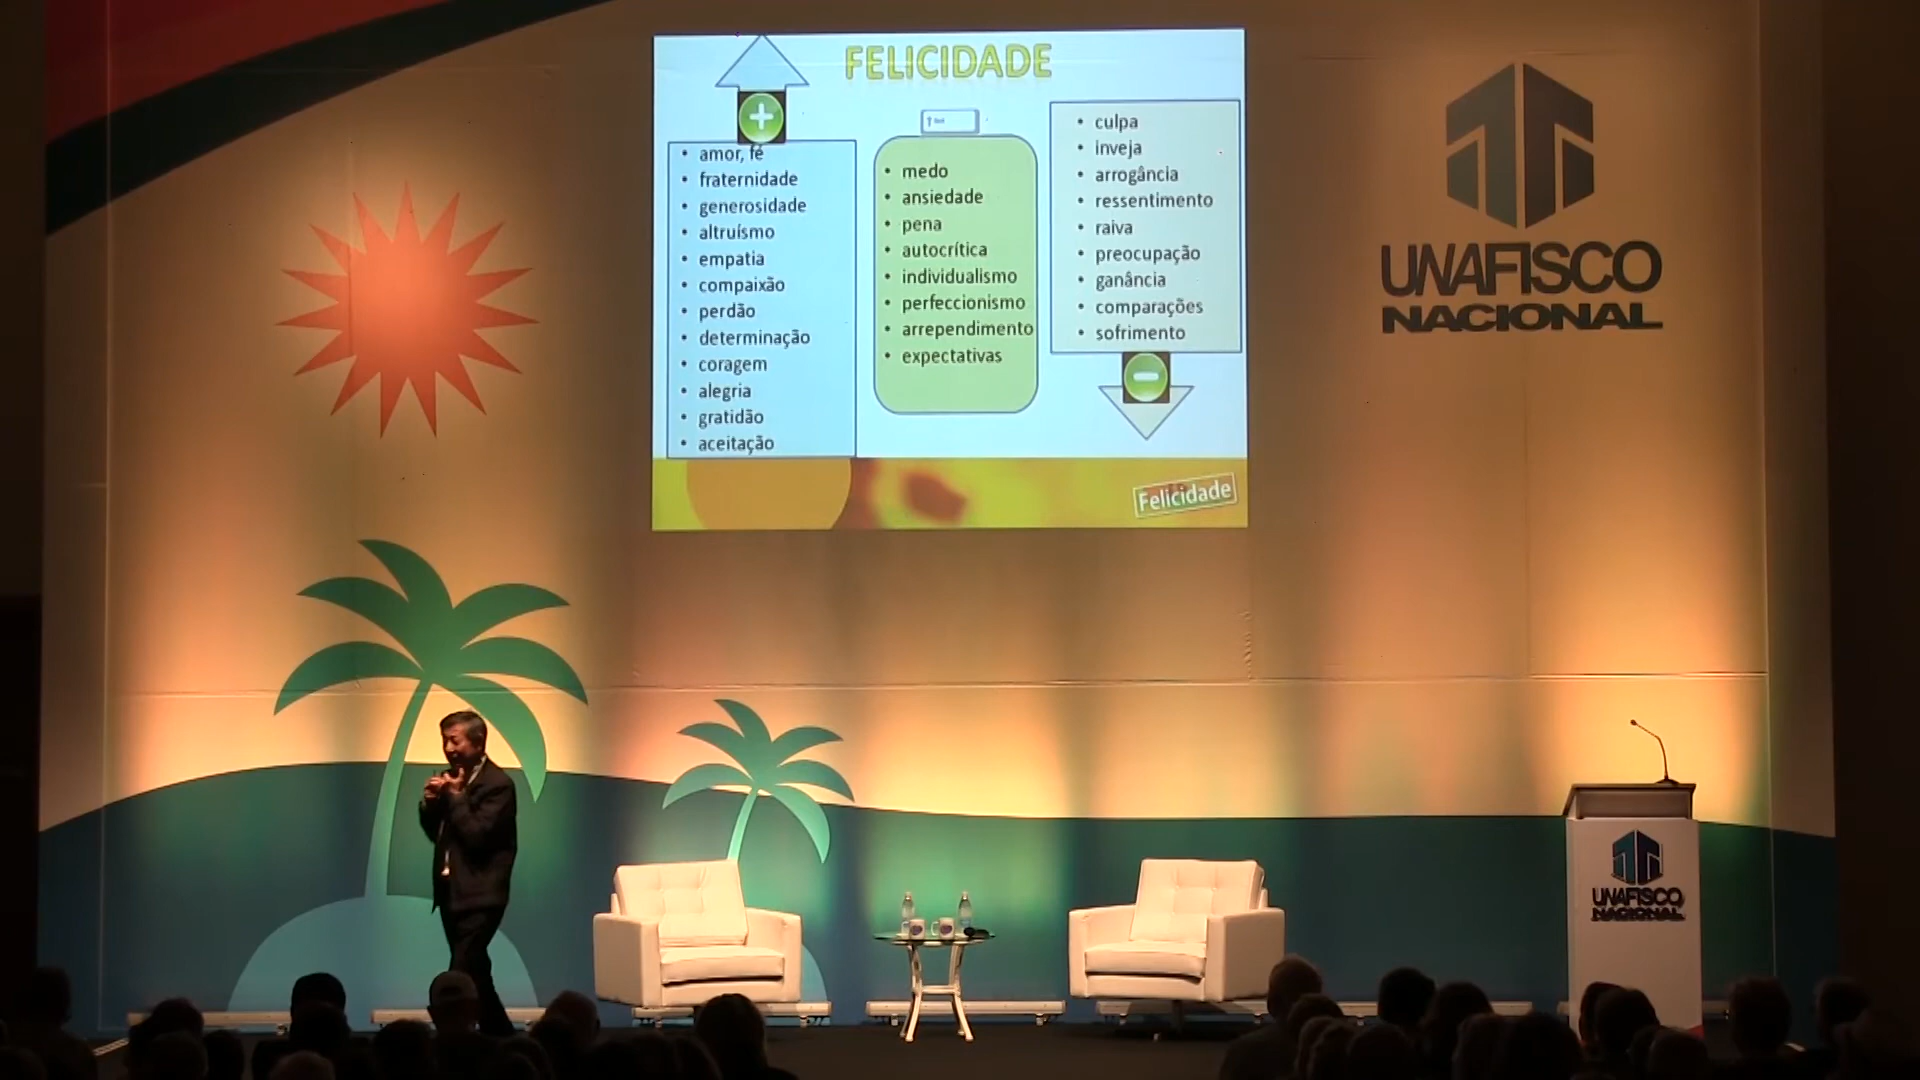 FELICIDADE
• amor, fé
• fraternidade
• generosidade
• altruísmo
• empatia
• compaixão
• perdão
• determinação
• coragem
• alegria
• gratidão
• aceitação
• medo
• ansiedade
• pena
• autocrítica
• individualismo
• perfeccionismo
• arrependimento
• expectativas
• culpa
• inveja
• arrogância
• ressentimento
• raiva
• preocupação
• ganância
• comparações
• sofrimento
Felicidade
UNAFISCO
NACIONAL
UNAFISCO
NACIONAL